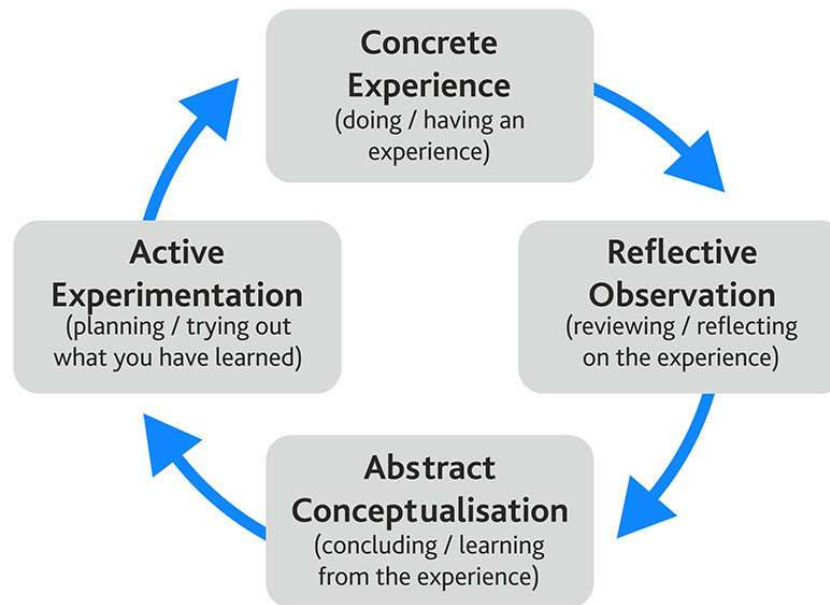 Concrete
Experience
(doing / having an
experience)
Reflective
Observation
(reviewing / reflecting
on the experience)
Abstract
Conceptualisation
(concluding / learning
from the experience)
Active
Experimentation
(planning / trying out
what you have learned)